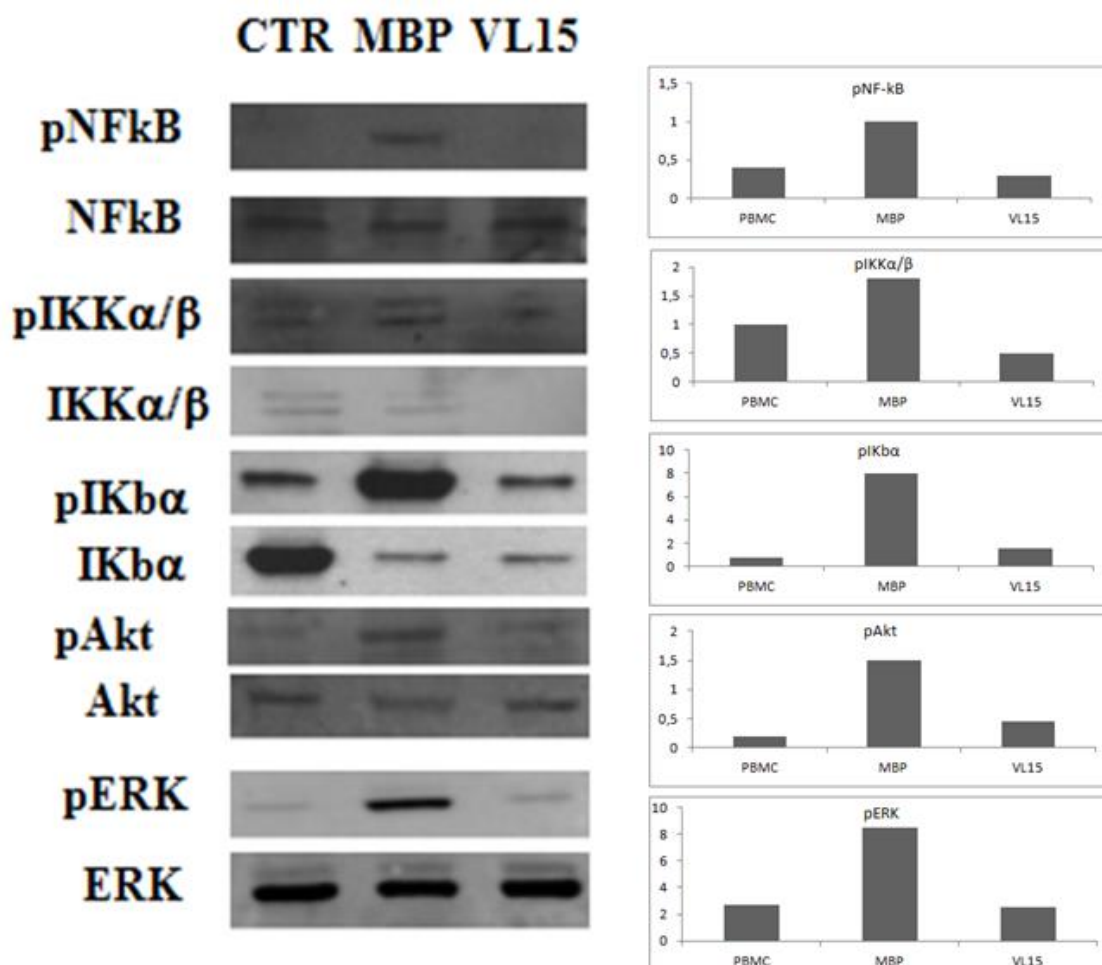 CTR MBP VL15
pNFkB
NFkB
pIKKα/β
IKKα/β
pIKbα
IKbα
pAkt
Akt
pERK
ERK
pNF-kB
1,5
1
0,5
0
PBMC MBP VL15
pIKKα/β
2
1,5
1
0,5
0
PBMC MBP VL15
pIKbα
10
8
6
4
2
0
PBMC MBP VL15
pAkt
2
1,5
1
0,5
0
PBMC MBP VL15
pERK
10
8
6
4
2
0
PBMC MBP VL15